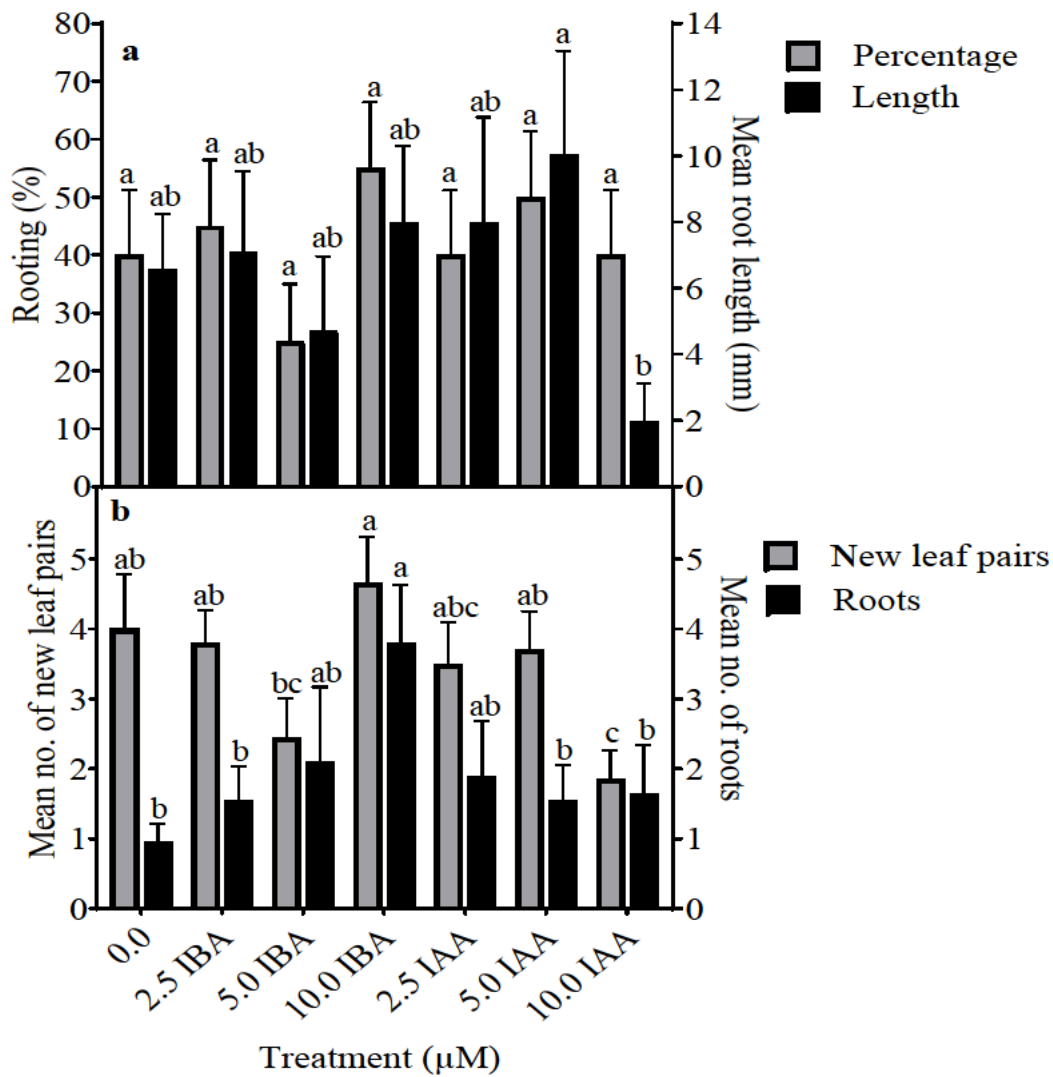 a
80
70
60
50
40
30
20
10
0
Rooting (%)
14
12
10
8
6
4
2
0
Mean root length (mm)
Percentage
Length
a ab a ab a ab a ab a ab a a a b
b
5
4
3
2
1
0
Mean no. of new leaf pairs
5
4
3
2
1
0
Mean no. of roots
New leaf pairs
Roots
ab b ab b bc ab a a abc ab ab b c b
0.0
2.5 IBA
5.0 IBA
10.0 IBA
2.5 IAA
5.0 IAA
10.0 IAA
Treatment (µM)